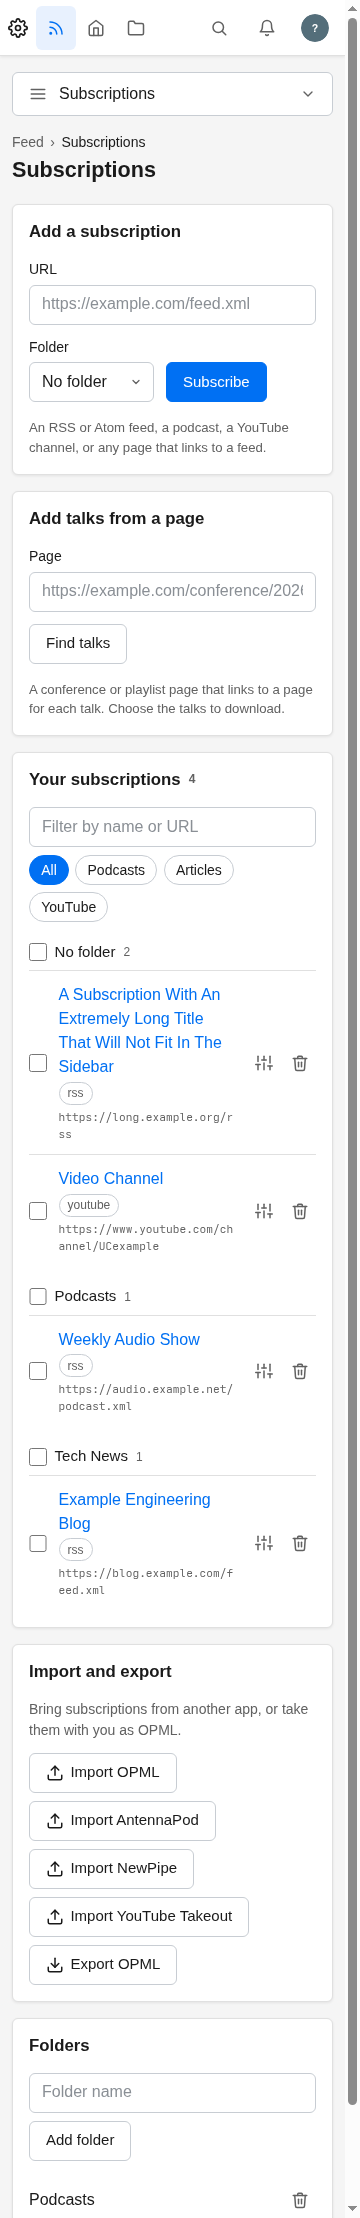 ?
Subscriptions
Feed › Subscriptions
Subscriptions
Add a subscription
URL
https://example.com/feed.xml
Folder
No folder
Subscribe
An RSS or Atom feed, a podcast, a YouTube
channel, or any page that links to a feed.
Add talks from a page
Page
https://example.com/conference/2026
Find talks
A conference or playlist page that links to a page
for each talk. Choose the talks to download.
Your subscriptions 4
Filter by name or URL
All Podcasts Articles
YouTube
No folder 2
A Subscription With An
Extremely Long Title
That Will Not Fit In The
Sidebar
rss
https://long.example.org/r
ss
Video Channel
youtube
https://www.youtube.com/ch
annel/UCexample
Podcasts 1
Weekly Audio Show
rss
https://audio.example.net/
podcast.xml
Tech News 1
Example Engineering
Blog
rss
https://blog.example.com/f
eed.xml
Import and export
Bring subscriptions from another app, or take
them with you as OPML.
Import OPML
Import AntennaPod
Import NewPipe
Import YouTube Takeout
Export OPML
Folders
Folder name
Add folder
Podcasts